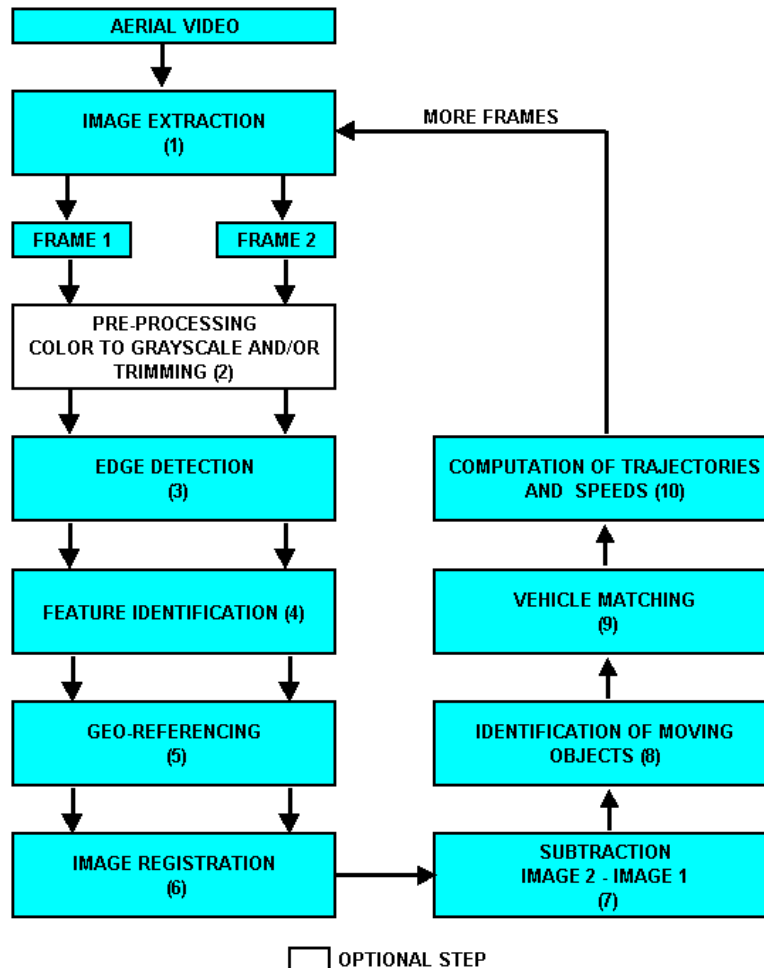 AERIAL VIDEO
IMAGE EXTRACTION
(1)
MORE FRAMES
FRAME 1
FRAME 2
PRE-PROCESSING
COLOR TO GRAYSCALE AND/OR
TRIMMING (2)
EDGE DETECTION
(3)
FEATURE IDENTIFICATION (4)
GEO-REFERENCING
(5)
IMAGE REGISTRATION
(6)
SUBTRACTION
IMAGE 2 - IMAGE 1
(7)
IDENTIFICATION OF MOVING
OBJECTS (8)
VEHICLE MATCHING
(9)
COMPUTATION OF TRAJECTORIES
AND SPEEDS (10)
OPTIONAL STEP